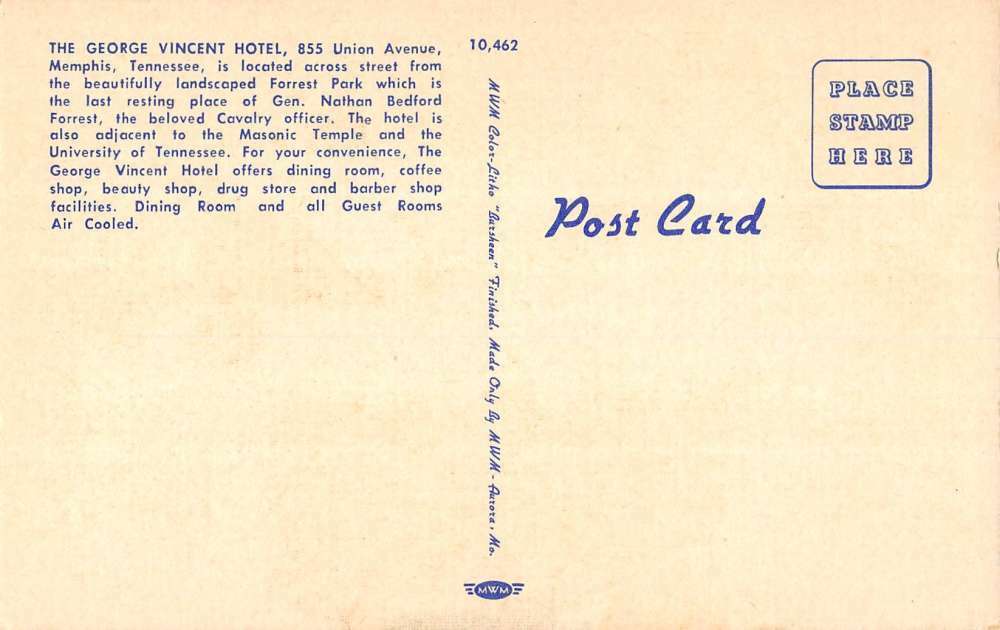 THE GEORGE VINCENT HOTEL, 855 Union Avenue,
Memphis, Tennessee, is located across street from
the beautifully landscaped Forrest Park which is
the last resting place of Gen. Nathan Bedford
Forrest, the beloved Cavalry officer. The hotel is
also adjacent to the Masonic Temple and the
University of Tennessee. For your convenience, The
George Vincent Hotel offers dining room, coffee
shop, beauty shop, drug store and barber shop
facilities. Dining Room and all Guest Rooms
Air Cooled.
10,462
MWM Color-Litho "Garsheen" Finished. Made Only By MWM - Aurora, Mo.
MWM
PLACE
STAMP
HERE
Post Card